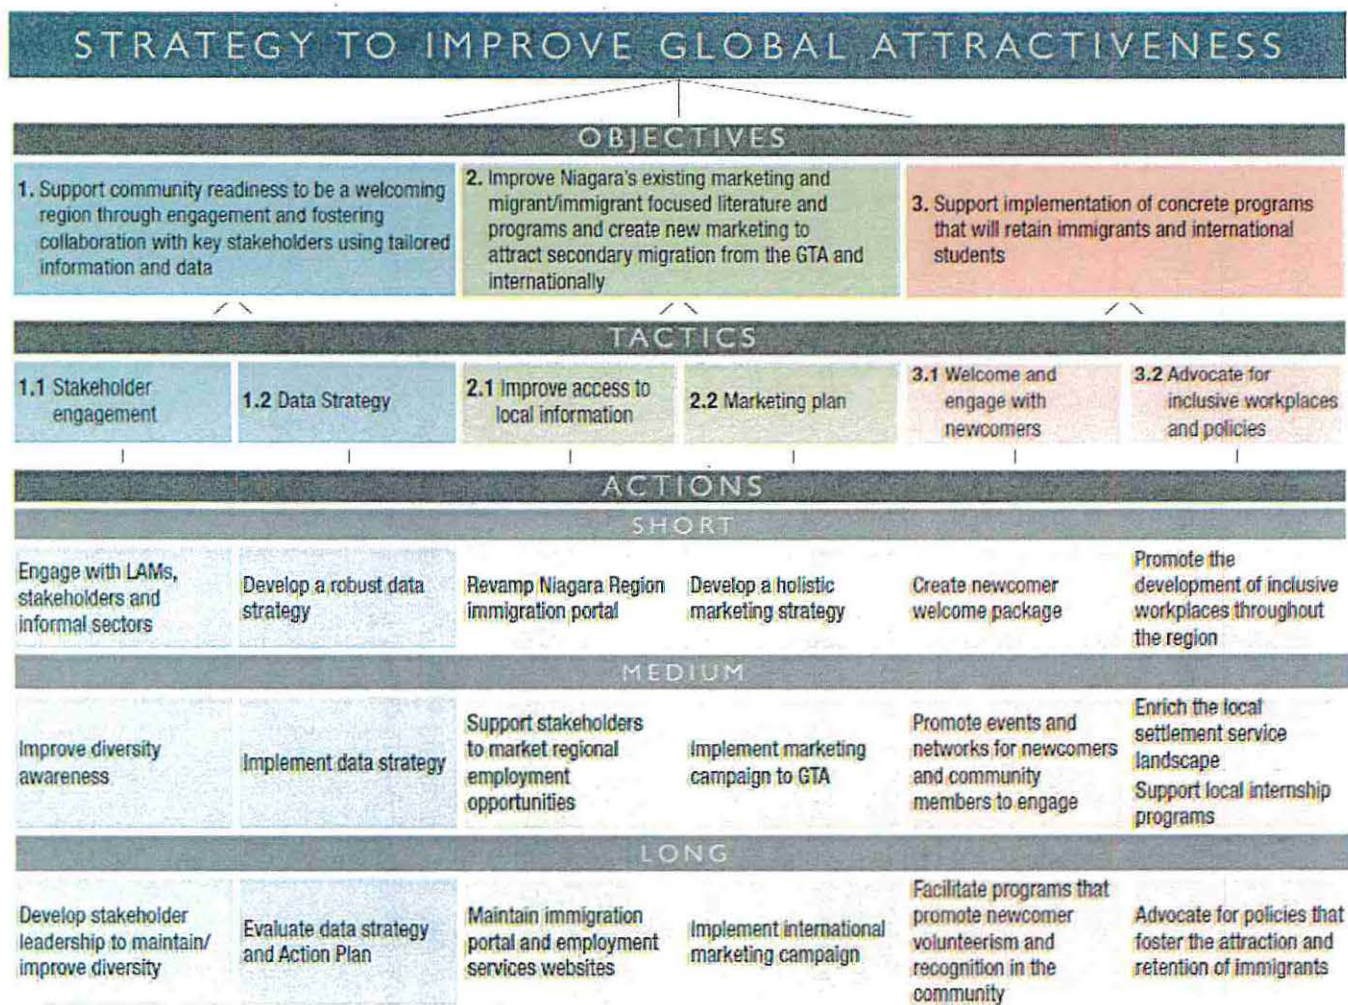 STRATEGY TO IMPROVE GLOBAL ATTRACTIVENESS
OBJECTIVES
1. Support community readiness to be a welcoming
region through engagement and fostering
collaboration with key stakeholders using tailored
information and data
2. Improve Niagara's existing marketing and
migrant/immigrant focused literature and
programs and create new marketing to
attract secondary migration from the GTA and
internationally
3. Support implementation of concrete programs
that will retain immigrants and international
students
TACTICS
1.1 Stakeholder
engagement
1.2 Data Strategy
2.1 Improve access to
local information
2.2 Marketing plan
3.1 Welcome and
engage with
newcomers
3.2 Advocate for
inclusive workplaces
and policies
ACTIONS
SHORT
Engage with LAMs,
stakeholders and
informal sectors
Develop a robust data
strategy
Revamp Niagara Region
immigration portal
Develop a holistic
marketing strategy
Create newcomer
welcome package
Promote the
development of inclusive
workplaces throughout
the region
MEDIUM
Improve diversity
awareness
Implement data strategy
Support stakeholders
to market regional
employment
opportunities
Implement marketing
campaign to GTA
Promote events and
networks for newcomers
and community
members to engage
Enrich the local
settlement service
landscape
Support local internship
programs
LONG
Develop stakeholder
leadership to maintain/
improve diversity
Evaluate data strategy
and Action Plan
Maintain immigration
portal and employment
services websites
Implement international
marketing campaign
Facilitate programs that
promote newcomer
volunteerism and
recognition in the
community
Advocate for policies that
foster the attraction and
retention of immigrants